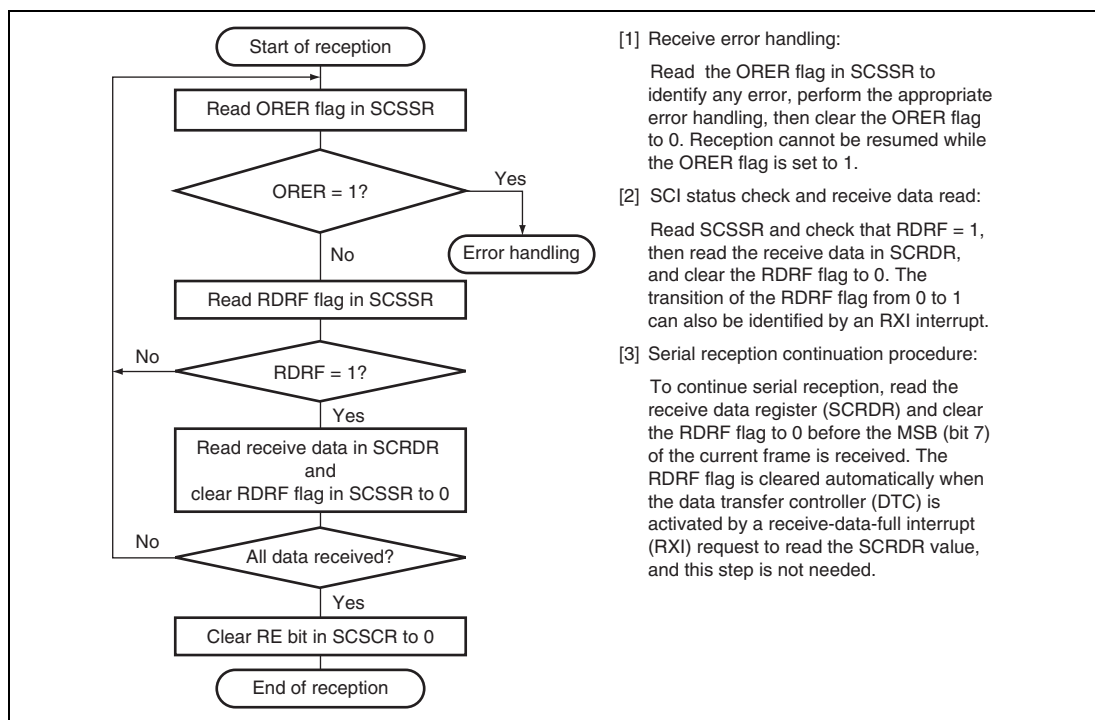 Start of reception
Read ORER flag in SCSSR
ORER = 1?
Yes
Error handling
No
Read RDRF flag in SCSSR
No
RDRF = 1?
Yes
Read receive data in SCRDR
and
clear RDRF flag in SCSSR to 0
No
All data received?
Yes
Clear RE bit in SCSCR to 0
End of reception
[1] Receive error handling:
Read the ORER flag in SCSSR to
identify any error, perform the appropriate
error handling, then clear the ORER flag
to 0. Reception cannot be resumed while
the ORER flag is set to 1.
[2] SCI status check and receive data read:
Read SCSSR and check that RDRF = 1,
then read the receive data in SCRDR,
and clear the RDRF flag to 0. The
transition of the RDRF flag from 0 to 1
can also be identified by an RXI interrupt.
[3] Serial reception continuation procedure:
To continue serial reception, read the
receive data register (SCRDR) and clear
the RDRF flag to 0 before the MSB (bit 7)
of the current frame is received. The
RDRF flag is cleared automatically when
the data transfer controller (DTC) is
activated by a receive-data-full interrupt
(RXI) request to read the SCRDR value,
and this step is not needed.